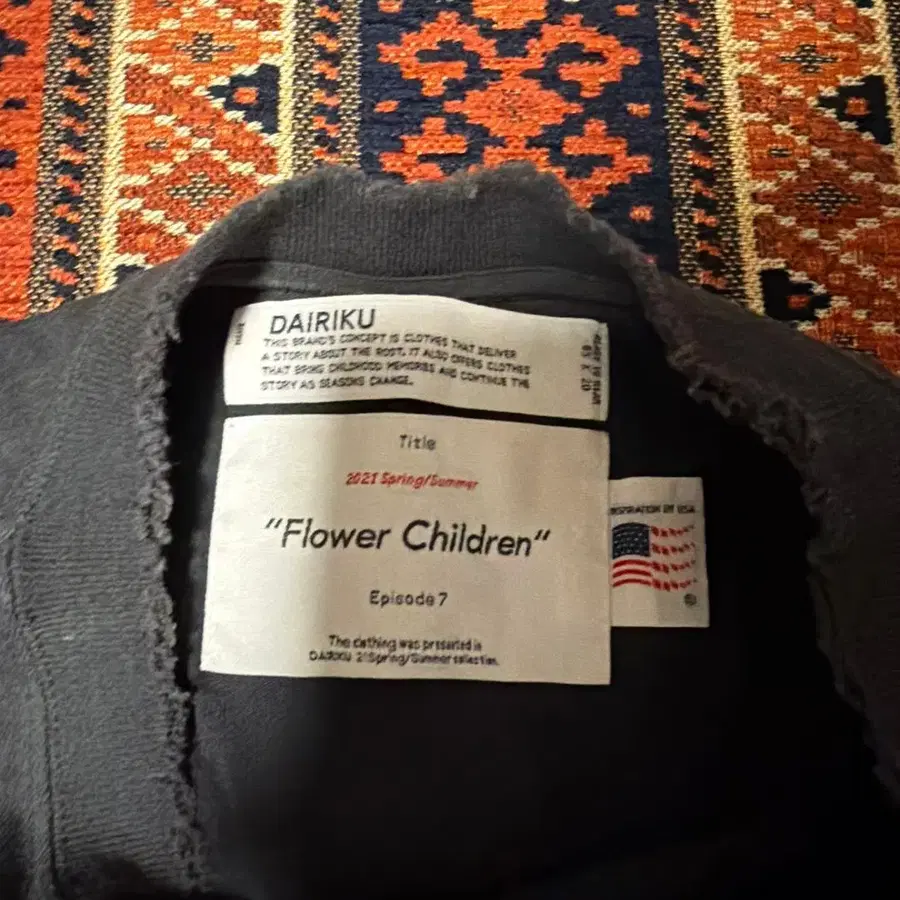 DAIRIKU
THIS BRAND'S CONCEPT IS CLOTHES THAT DELIVER
A STORY ABOUT THE ROOT. IT ALSO OFFERS CLOTHES
THAT BRING CHILDHOOD MEMORIES AND CONTINUE THE
STORY AS SEASONS CHANGE.
65 X 20
Title
2021 Spring/Summer
"Flower Children"
Episode 7
The clothing was presented in
DAIRIKU 21Spring/Summer selection.
INSPIRATION BY USA
®